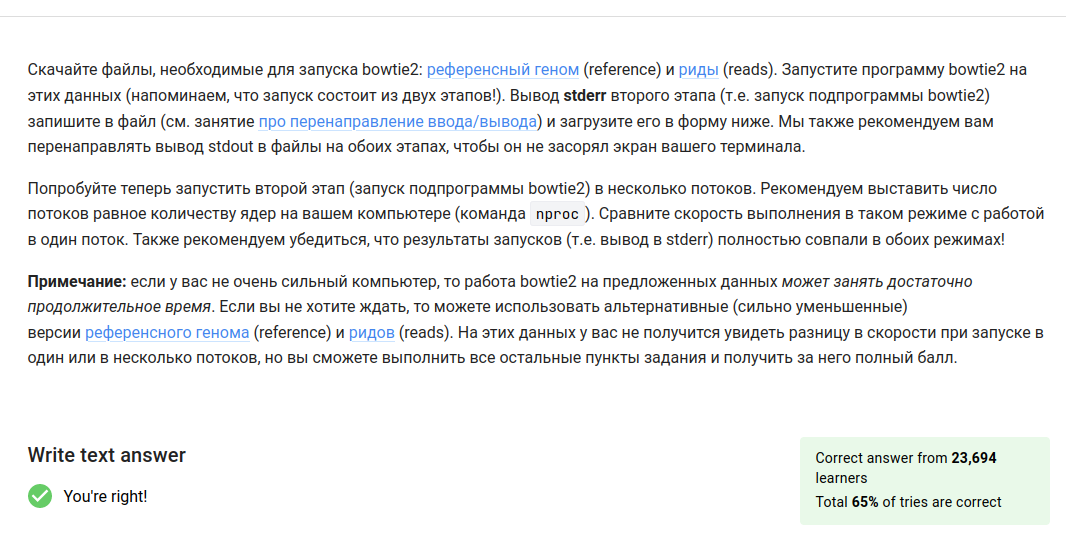 Скачайте файлы, необходимые для запуска bowtie2: референсный геном (reference) и риды (reads). Запустите программу bowtie2 на
этих данных (напоминаем, что запуск состоит из двух этапов!). Вывод stderr второго этапа (т.е. запуск подпрограммы bowtie2)
запишите в файл (см. занятие про перенаправление ввода/вывода) и загрузите его в форму ниже. Мы также рекомендуем вам
перенаправлять вывод stdout в файлы на обоих этапах, чтобы он не засорял экран вашего терминала.
Попробуйте теперь запустить второй этап (запуск подпрограммы bowtie2) в несколько потоков. Рекомендуем выставить число
потоков равное количеству ядер на вашем компьютере (команда nproc). Сравните скорость выполнения в таком режиме с работой
в один поток. Также рекомендуем убедиться, что результаты запусков (т.е. вывод в stderr) полностью совпали в обоих режимах!
Примечание: если у вас не очень сильный компьютер, то работа bowtie2 на предложенных данных может занять достаточно
продолжительное время. Если вы не хотите ждать, то можете использовать альтернативные (сильно уменьшенные)
версии референсного генома (reference) и ридов (reads). На этих данных у вас не получится увидеть разницу в скорости при запуске в
один или в несколько потоков, но вы сможете выполнить все остальные пункты задания и получить за него полный балл.
Write text answer
You're right!
Correct answer from 23,694
learners
Total 65% of tries are correct